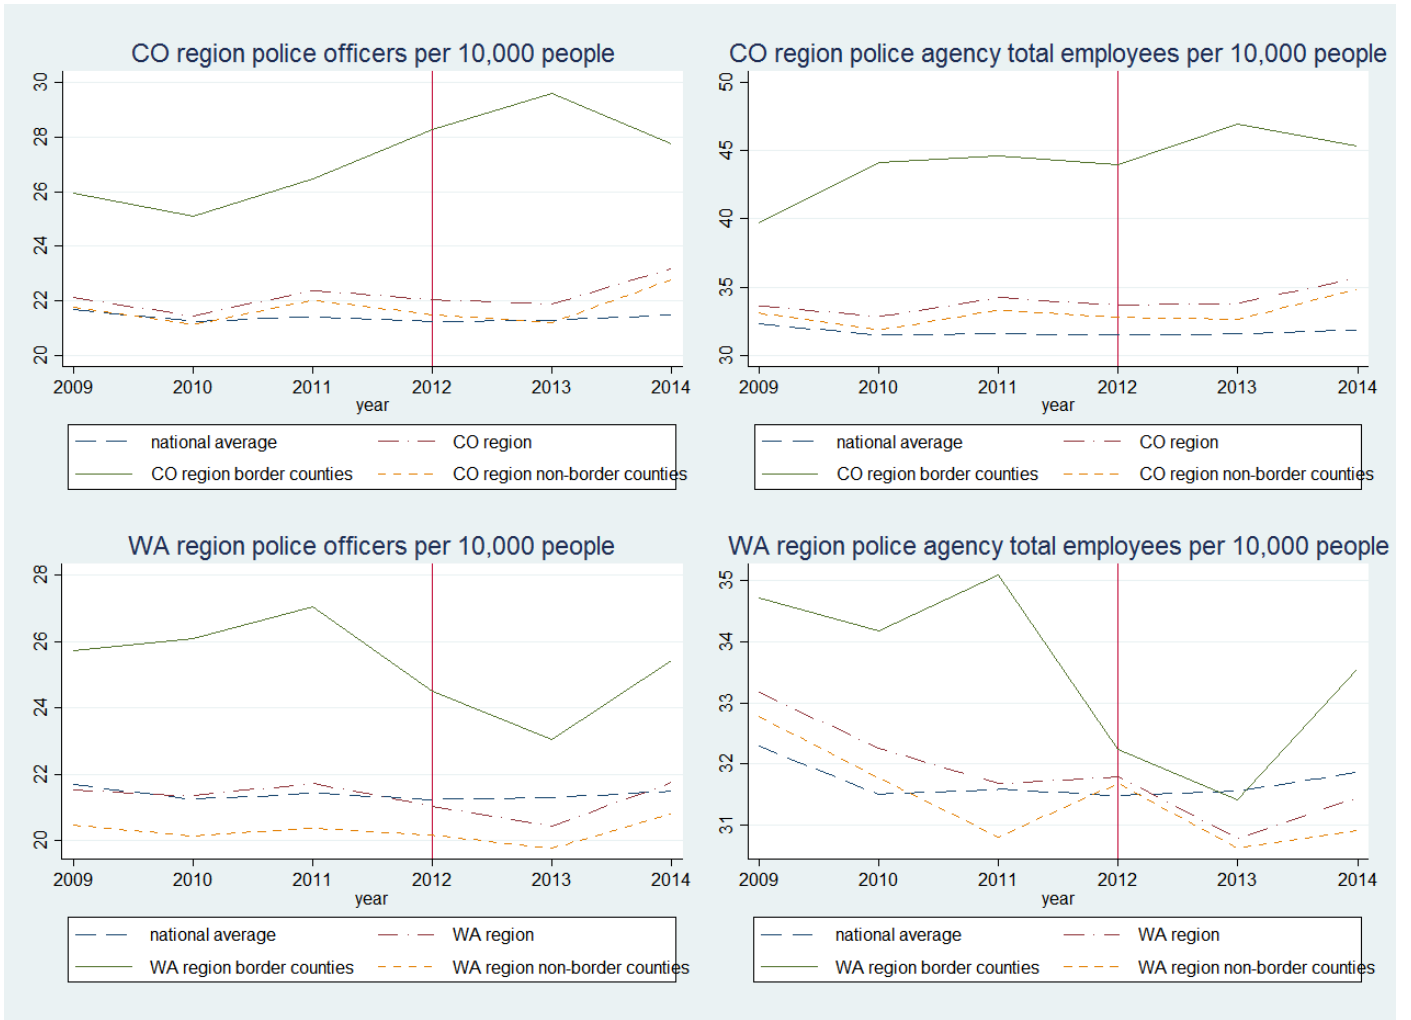 CO region police officers per 10,000 people
30
28
26
24
22
20
2009 2010 2011 2012 2013 2014
year
national average CO region
CO region border counties CO region non-border counties
CO region police agency total employees per 10,000 people
50
45
40
35
30
2009 2010 2011 2012 2013 2014
year
national average CO region
CO region border counties CO region non-border counties
WA region police officers per 10,000 people
28
26
24
22
20
2009 2010 2011 2012 2013 2014
year
national average WA region
WA region border counties WA region non-border counties
WA region police agency total employees per 10,000 people
35
34
33
32
31
2009 2010 2011 2012 2013 2014
year
national average WA region
WA region border counties WA region non-border counties